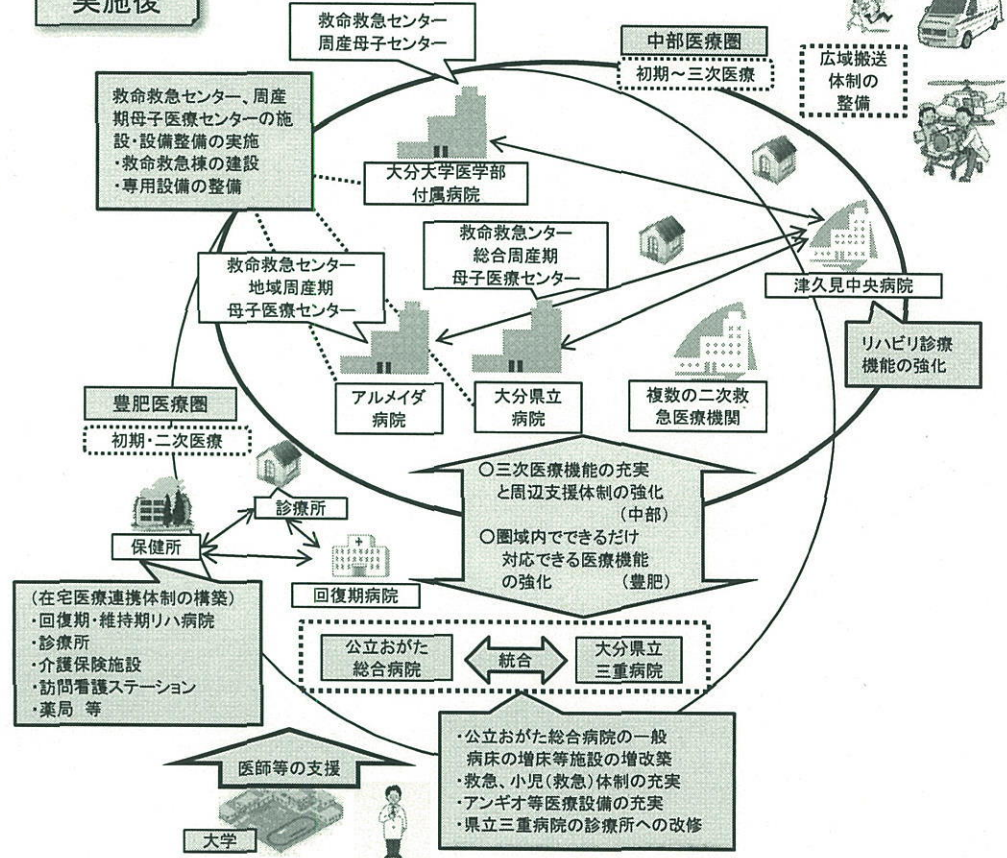 実施後
救命救急センター
周産母子センター
中部医療圏
初期～三次医療
広域搬送
体制の
整備
救命救急センター、周産
期母子医療センターの施
設・設備整備の実施
・救命救急棟の建設
・専用設備の整備
大分大学医学部
付属病院
救命救急ンター
総合周産期
母子医療センター
救命救急センター
地域周産期
母子医療センター
津久見中央病院
リハビリ診療
機能の強化
アルメイダ
病院
大分県立
病院
複数の二次救
急医療機関
豊肥医療圏
初期・二次医療
診療所
保健所
回復期病院
○三次医療機能の充実
と周辺支援体制の強化
（中部）
○圏域内でできるだけ
対応できる医療機能
の強化　（豊肥）
（在宅医療連携体制の構築）
・回復期・維持期リハ病院
・診療所
・介護保険施設
・訪問看護ステーション
・薬局 等
公立おがた
総合病院
統合
大分県立
三重病院
・公立おがた総合病院の一般
病床の増床等施設の増改築
・救急、小児（救急）体制の充実
・アンギオ等医療設備の充実
・県立三重病院の診療所への改修
医師等の支援
大学